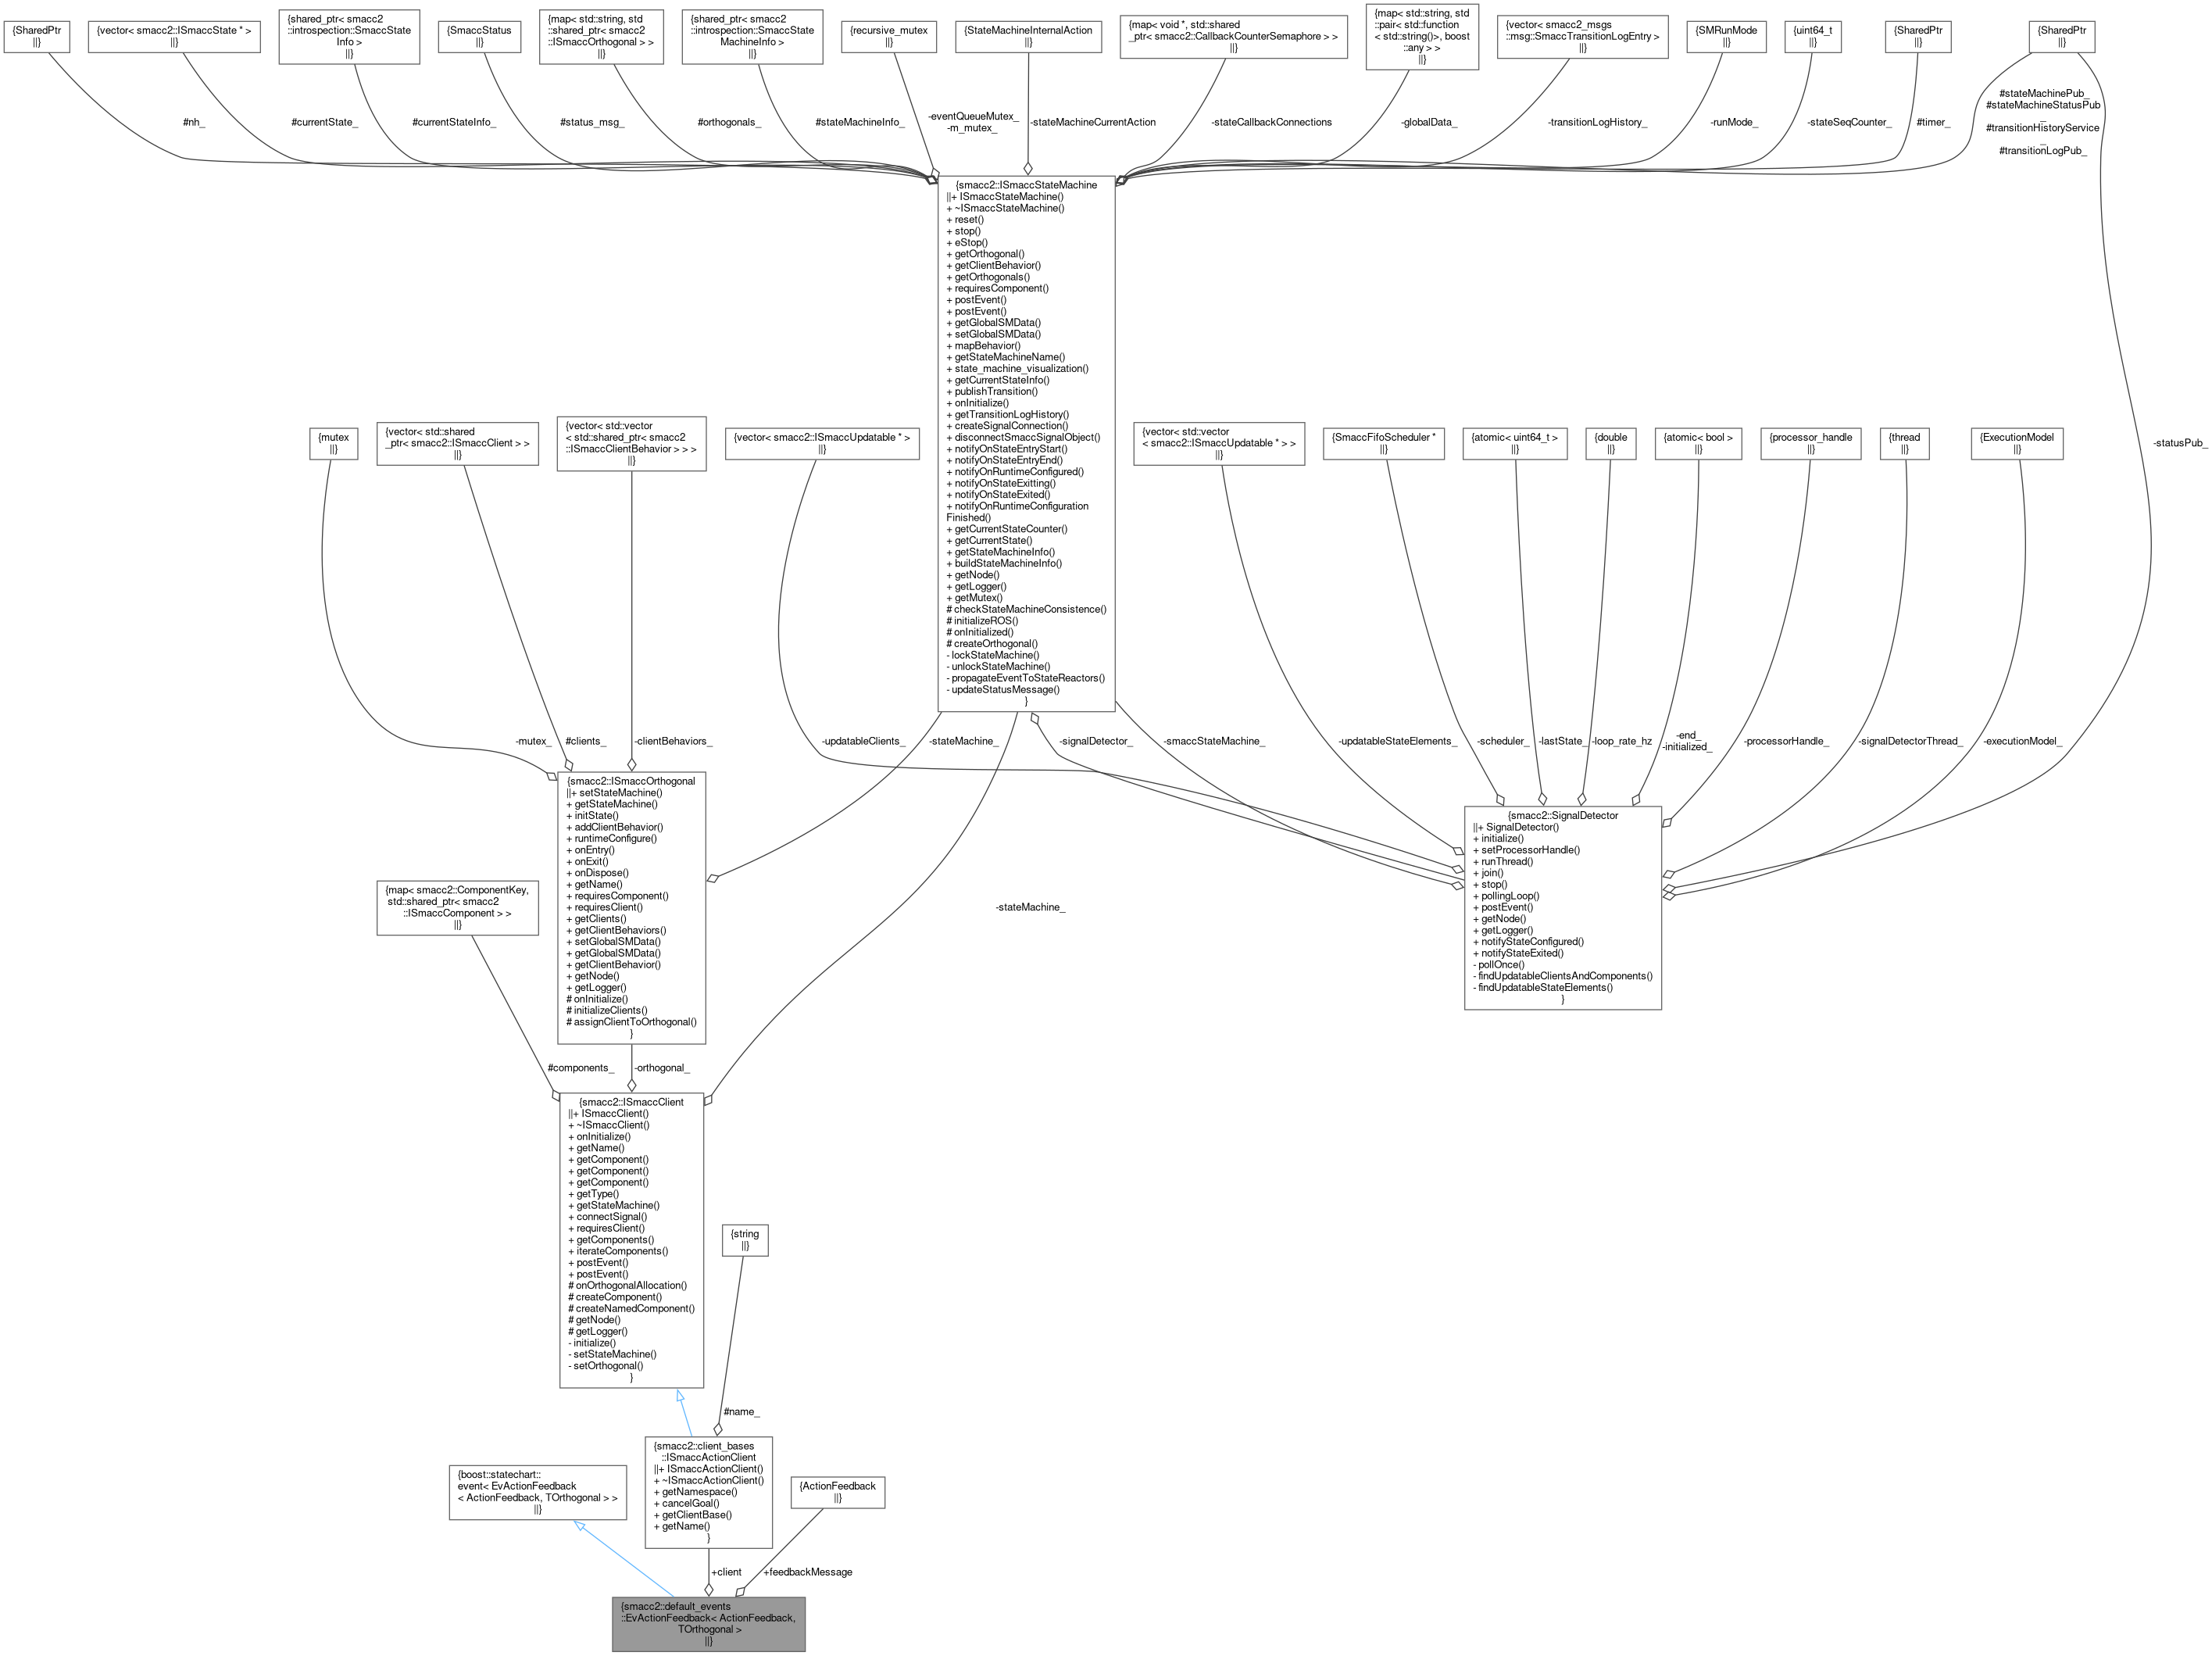 {SharedPtr
||}
{vector< smacc2::ISmaccState * >
||}
{shared_ptr< smacc2
::introspection::SmaccState
Info >
||}
{SmaccStatus
||}
{map< std::string, std
::shared_ptr< smacc2
::ISmaccOrthogonal > >
||}
{shared_ptr< smacc2
::introspection::SmaccState
MachineInfo >
||}
{recursive_mutex
||}
{StateMachineInternalAction
||}
{map< void *, std::shared
_ptr< smacc2::CallbackCounterSemaphore > >
||}
{map< std::string, std
::pair< std::function
< std::string()>, boost
::any > >
||}
{vector< smacc2_msgs
::msg::SmaccTransitionLogEntry >
||}
{SMRunMode
||}
{uint64_t
||}
{SharedPtr
||}
{SharedPtr
||}
#nh_
#currentState_
#currentStateInfo_
#status_msg_
#orthogonals_
#stateMachineInfo_
-eventQueueMutex_
-m_mutex_
-stateMachineCurrentAction
-stateCallbackConnections
-globalData_
-transitionLogHistory_
-runMode_
-stateSeqCounter_
#timer_
#stateMachinePub_
#stateMachineStatusPub
_
#transitionHistoryService
_
#transitionLogPub_
{smacc2::ISmaccStateMachine
||+ ISmaccStateMachine()
+ ~ISmaccStateMachine()
+ reset()
+ stop()
+ eStop()
+ getOrthogonal()
+ getClientBehavior()
+ getOrthogonals()
+ requiresComponent()
+ postEvent()
+ postEvent()
+ getGlobalSMData()
+ setGlobalSMData()
+ mapBehavior()
+ getStateMachineName()
+ state_machine_visualization()
+ getCurrentStateInfo()
+ publishTransition()
+ onInitialize()
+ getTransitionLogHistory()
+ createSignalConnection()
+ disconnectSmaccSignalObject()
+ notifyOnStateEntryStart()
+ notifyOnStateEntryEnd()
+ notifyOnRuntimeConfigured()
+ notifyOnStateExitting()
+ notifyOnStateExited()
+ notifyOnRuntimeConfiguration
Finished()
+ getCurrentStateCounter()
+ getCurrentState()
+ getStateMachineInfo()
+ buildStateMachineInfo()
+ getNode()
+ getLogger()
+ getMutex()
# checkStateMachineConsistence()
# initializeROS()
# onInitialized()
# createOrthogonal()
- lockStateMachine()
- unlockStateMachine()
- propagateEventToStateReactors()
- updateStatusMessage()
}
{mutex
||}
{vector< std::shared
_ptr< smacc2::ISmaccClient > >
||}
{vector< std::vector
< std::shared_ptr< smacc2
::ISmaccClientBehavior > > >
||}
{vector< smacc2::ISmaccUpdatable * >
||}
{vector< std::vector
< smacc2::ISmaccUpdatable * > >
||}
{SmaccFifoScheduler *
||}
{atomic< uint64_t >
||}
{double
||}
{atomic< bool >
||}
{processor_handle
||}
{thread
||}
{ExecutionModel
||}
-statusPub_
-mutex_
#clients_
-clientBehaviors_
-updatableClients_
-stateMachine_
-signalDetector_
-smaccStateMachine_
-updatableStateElements_
-scheduler_
-lastState_
-loop_rate_hz
-end_
-initialized_
-processorHandle_
-signalDetectorThread_
-executionModel_
{smacc2::ISmaccOrthogonal
||+ setStateMachine()
+ getStateMachine()
+ initState()
+ addClientBehavior()
+ runtimeConfigure()
+ onEntry()
+ onExit()
+ onDispose()
+ getName()
+ requiresComponent()
+ requiresClient()
+ getClients()
+ getClientBehaviors()
+ setGlobalSMData()
+ getGlobalSMData()
+ getClientBehavior()
+ getNode()
+ getLogger()
# onInitialize()
# initializeClients()
# assignClientToOrthogonal()
}
{smacc2::SignalDetector
||+ SignalDetector()
+ initialize()
+ setProcessorHandle()
+ runThread()
+ join()
+ stop()
+ pollingLoop()
+ postEvent()
+ getNode()
+ getLogger()
+ notifyStateConfigured()
+ notifyStateExited()
- pollOnce()
- findUpdatableClientsAndComponents()
- findUpdatableStateElements()
}
{map< smacc2::ComponentKey,
std::shared_ptr< smacc2
::ISmaccComponent > >
||}
-stateMachine_
#components_
-orthogonal_
{smacc2::ISmaccClient
||+ ISmaccClient()
+ ~ISmaccClient()
+ onInitialize()
+ getName()
+ getComponent()
+ getComponent()
+ getComponent()
+ getType()
+ getStateMachine()
+ connectSignal()
+ requiresClient()
+ getComponents()
+ iterateComponents()
+ postEvent()
+ postEvent()
# onOrthogonalAllocation()
# createComponent()
# createNamedComponent()
# getNode()
# getLogger()
- initialize()
- setStateMachine()
- setOrthogonal()
}
{string
||}
#name_
{smacc2::client_bases
::ISmaccActionClient
||+ ISmaccActionClient()
+ ~ISmaccActionClient()
+ getNamespace()
+ cancelGoal()
+ getClientBase()
+ getName()
}
{boost::statechart::
event< EvActionFeedback
< ActionFeedback, TOrthogonal > >
||}
{ActionFeedback
||}
+client
+feedbackMessage
{smacc2::default_events
::EvActionFeedback< ActionFeedback,
TOrthogonal >
||}